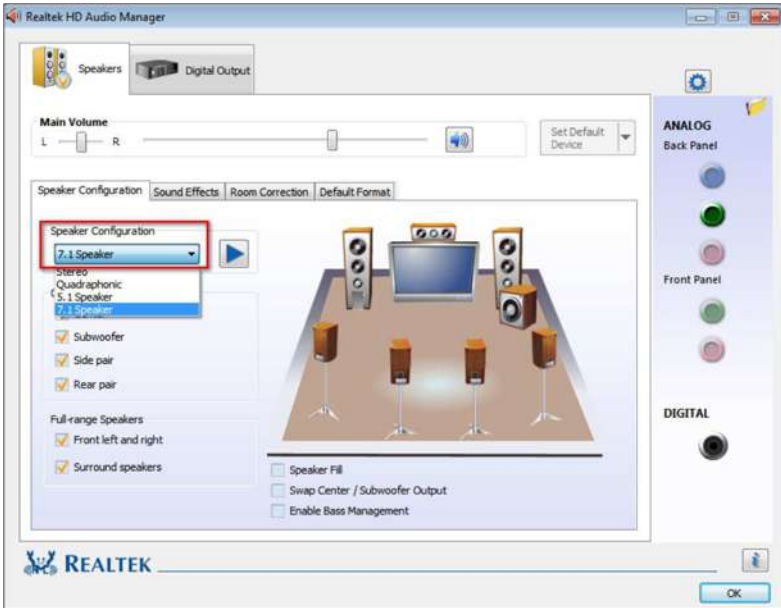 Realtek HD Audio Manager
Speakers
Digital Output
Main Volume
L
R
Set Default
Device
Speaker Configuration
Sound Effects
Room Correction
Default Format
Speaker Configuration
7.1 Speaker
Stereo
Quadraphonic
5.1 Speaker
7.1 Speaker
Subwoofer
Side pair
Rear pair
Full-range Speakers
Front left and right
Surround speakers
Speaker Fill
Swap Center / Subwoofer Output
Enable Bass Management
ANALOG
Back Panel
Front Panel
DIGITAL
REALTEK
i
OK